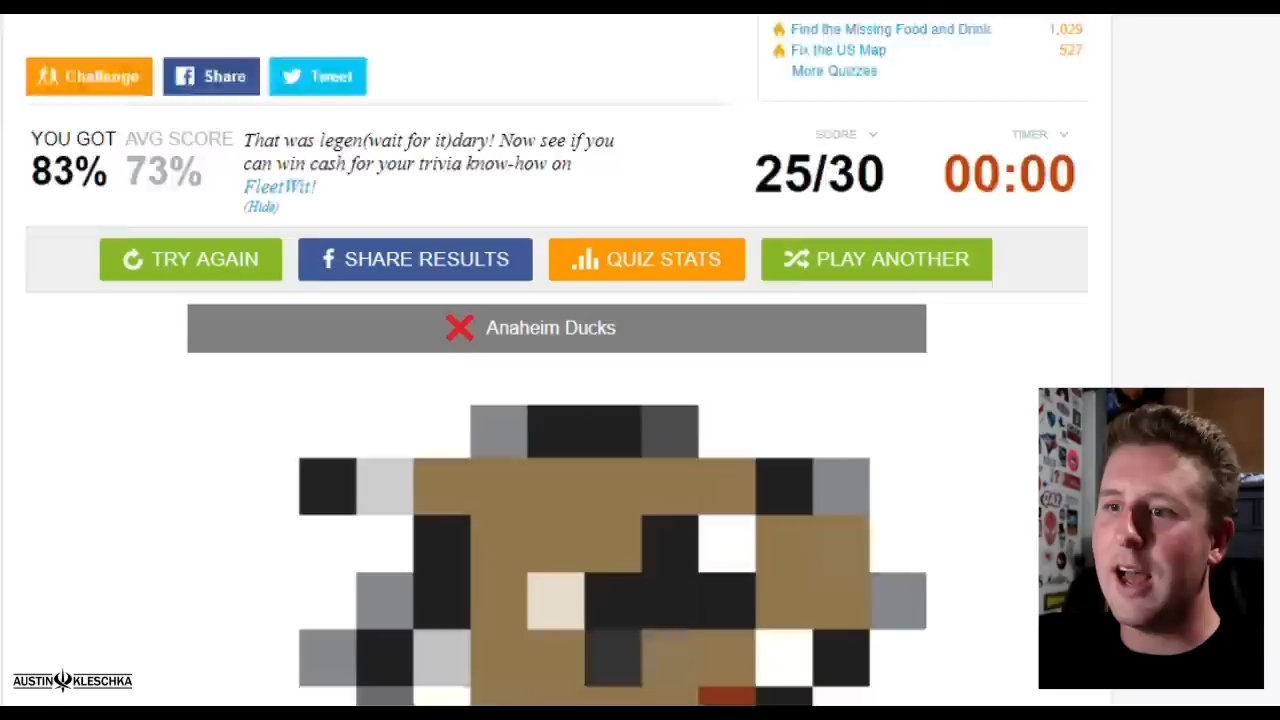 Find the Missing Food and Drink 1,029
Fix the US Map 527
More Quizzes
Challenge Share Tweet
YOU GOT AVG SCORE
83% 73%
That was legen(wait for it)dary! Now see if you
can win cash for your trivia know-how on
FleetWit!
(Hide)
SCORE TIMER
25/30 00:00
TRY AGAIN SHARE RESULTS QUIZ STATS PLAY ANOTHER
Anaheim Ducks
AUSTIN KLESCHKA